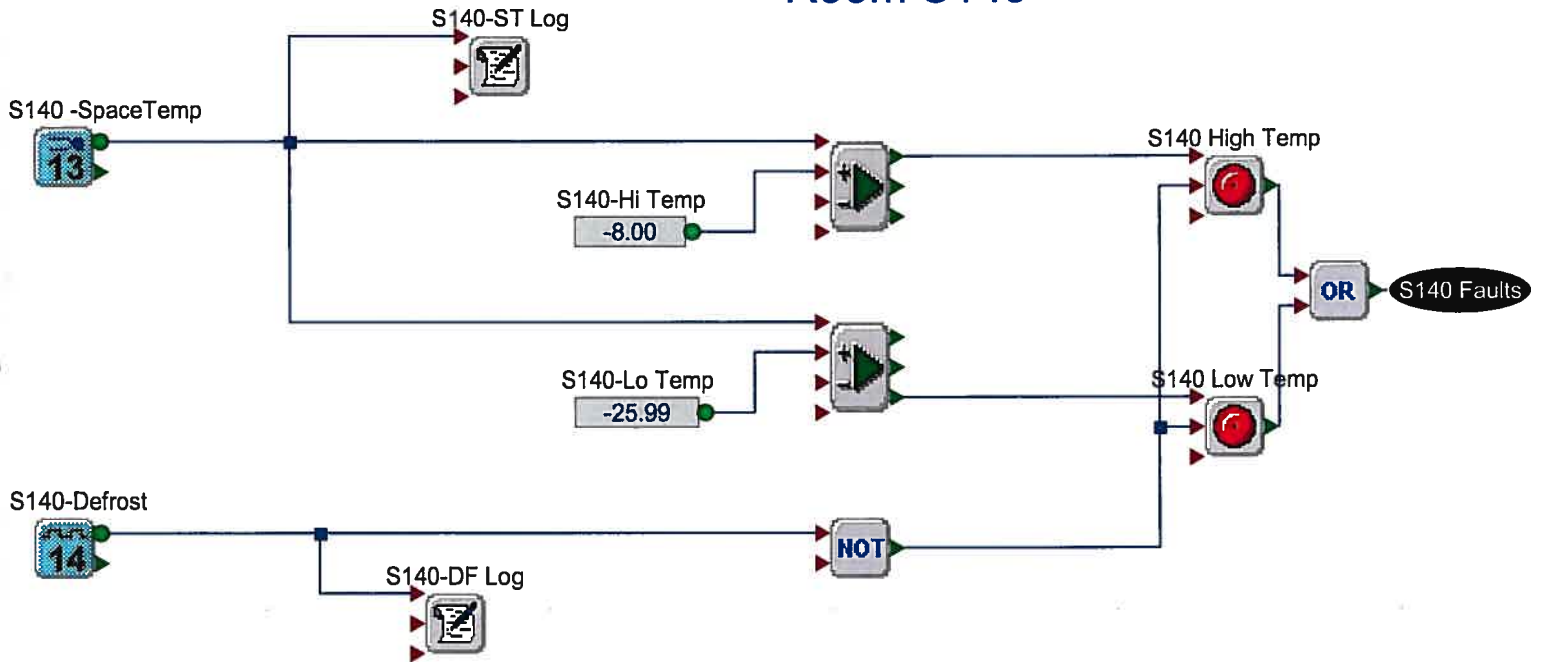 S140-ST Log
S140 -SpaceTemp
13
S140 High Temp
S140-Hi Temp
-8.00
+
-
OR
S140 Faults
S140-Lo Temp
-25.99
+
-
S140 Low Temp
S140-Defrost
14
NOT
S140-DF Log